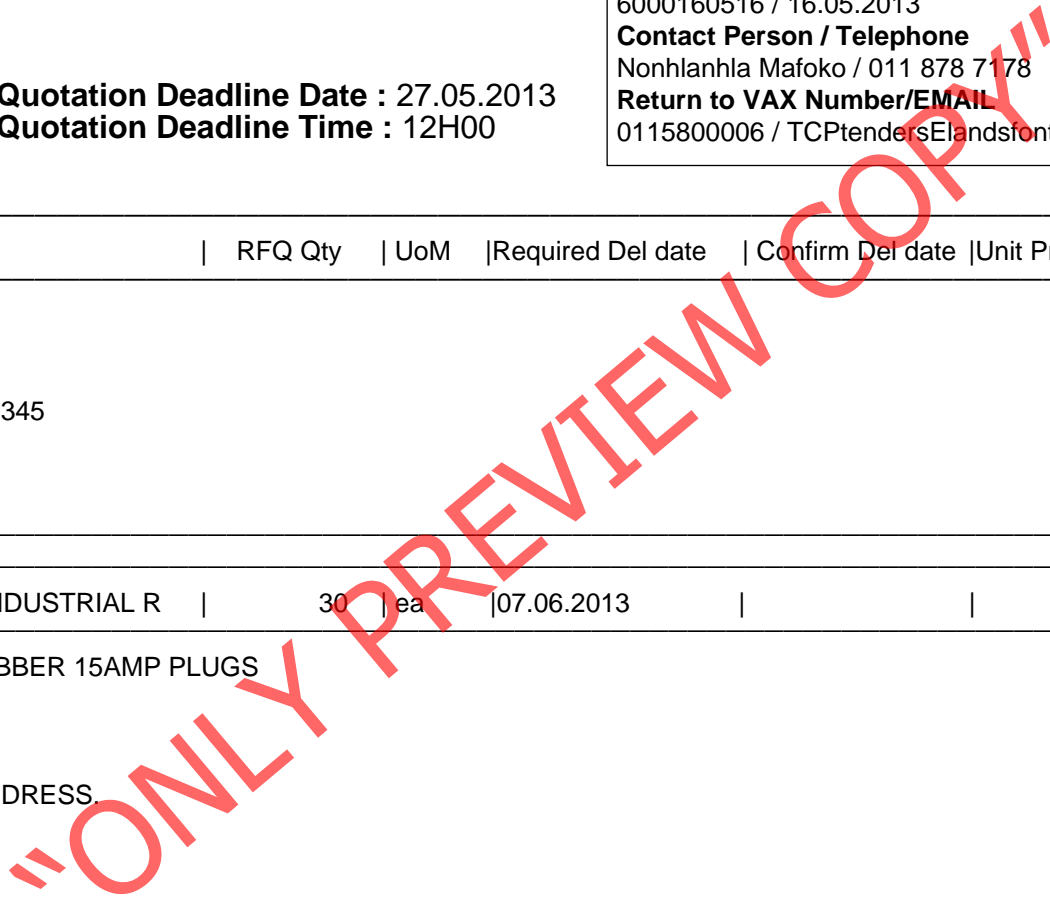 6000160516 / 16.05.2013
Contact Person / Telephone
Nonhlanhla Mafoko / 011 878 7178
Quotation Deadline Date : 27.05.2013
Return to VAX Number/EMAIL
Quotation Deadline Time : 12H00
0115800006 / TCPtendersElandsfont
| RFQ Qty | UoM |Required Del date | Confirm Del date |Unit Pr
345
NDUSTRIAL R | 30 | ea |07.06.2013 | |
BBER 15AMP PLUGS
DRESS.
"ONLY PREVIEW COPY"